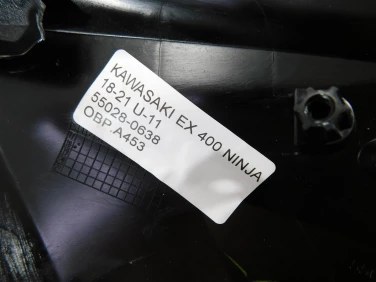 KAWASAKI EX 400 NINJA
18-21 U-11
55028-0638
OBP.A453